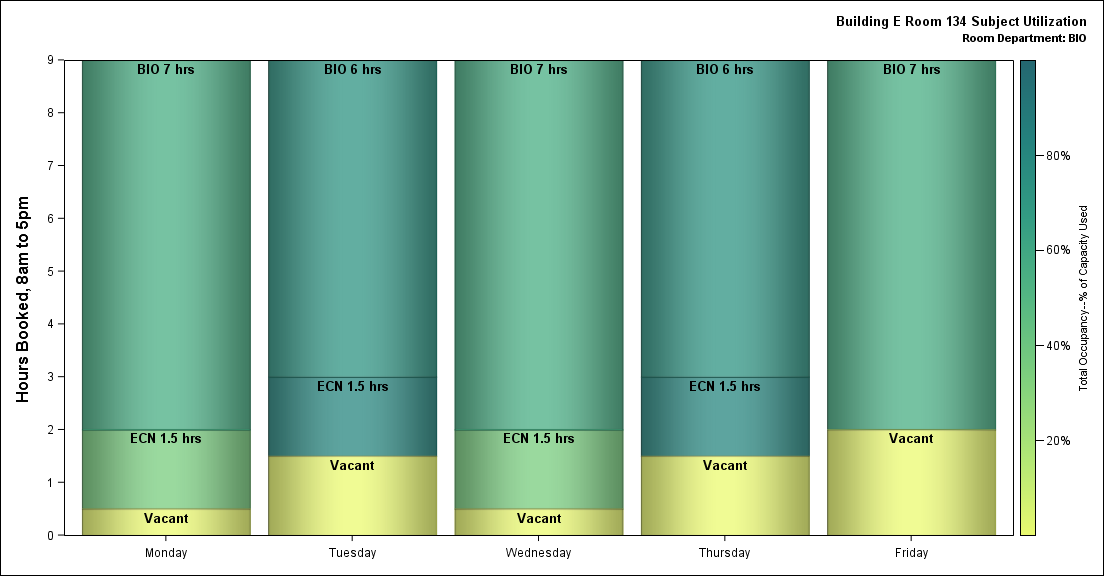 Building E Room 134 Subject Utilization
Room Department: BIO
Hours Booked, 8am to 5pm
9
8
7
6
5
4
3
2
1
0
BIO 7 hrs
ECN 1.5 hrs
Vacant
BIO 6 hrs
ECN 1.5 hrs
Vacant
BIO 7 hrs
ECN 1.5 hrs
Vacant
BIO 6 hrs
ECN 1.5 hrs
Vacant
BIO 7 hrs
Vacant
Monday
Tuesday
Wednesday
Thursday
Friday
80%
60%
40%
20%
Total Occupancy--% of Capacity Used